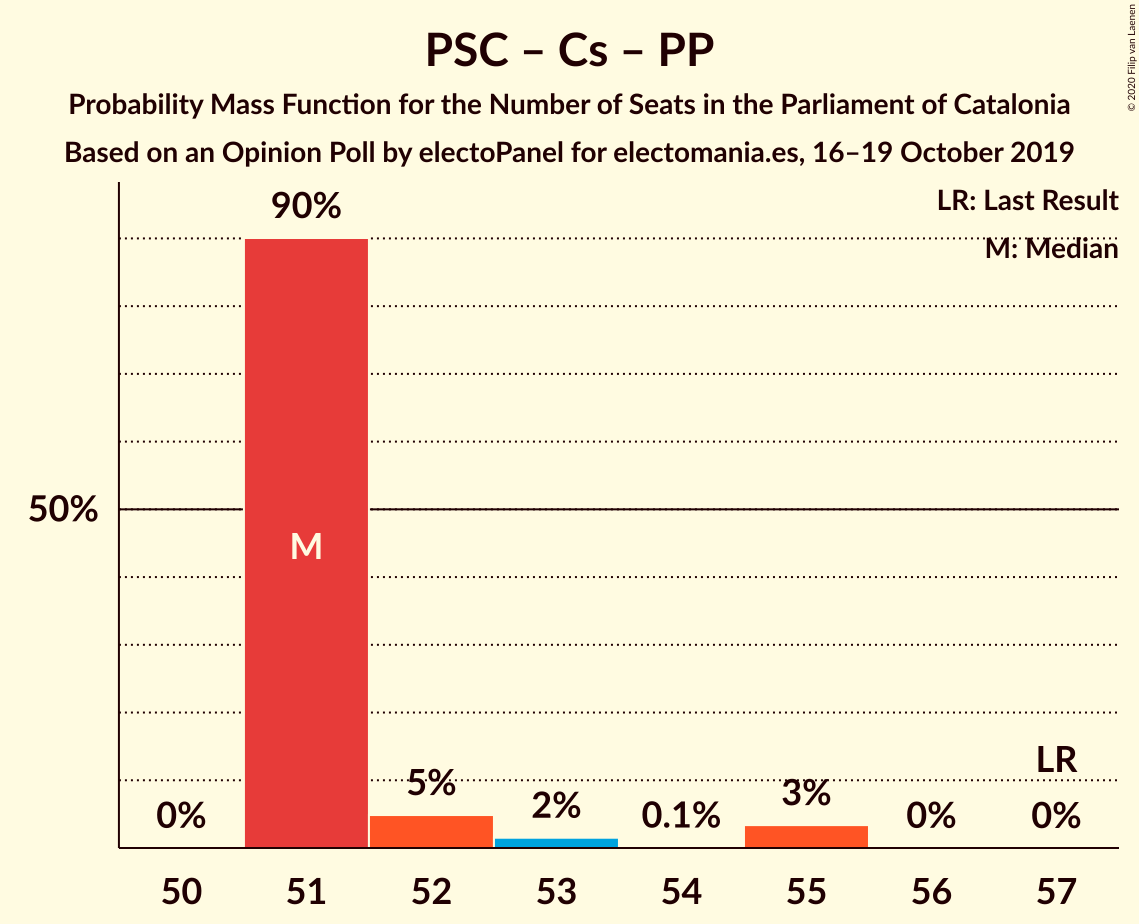 PSC – Cs – PP
Probability Mass Function for the Number of Seats in the Parliament of Catalonia
Based on an Opinion Poll by electoPanel for electomania.es, 16–19 October 2019
© 2020 Filip van Laenen
LR: Last Result
M: Median
90%
50%
M
LR
0%
5%
2%
0.1%
3%
0%
0%
50 51 52 53 54 55 56 57